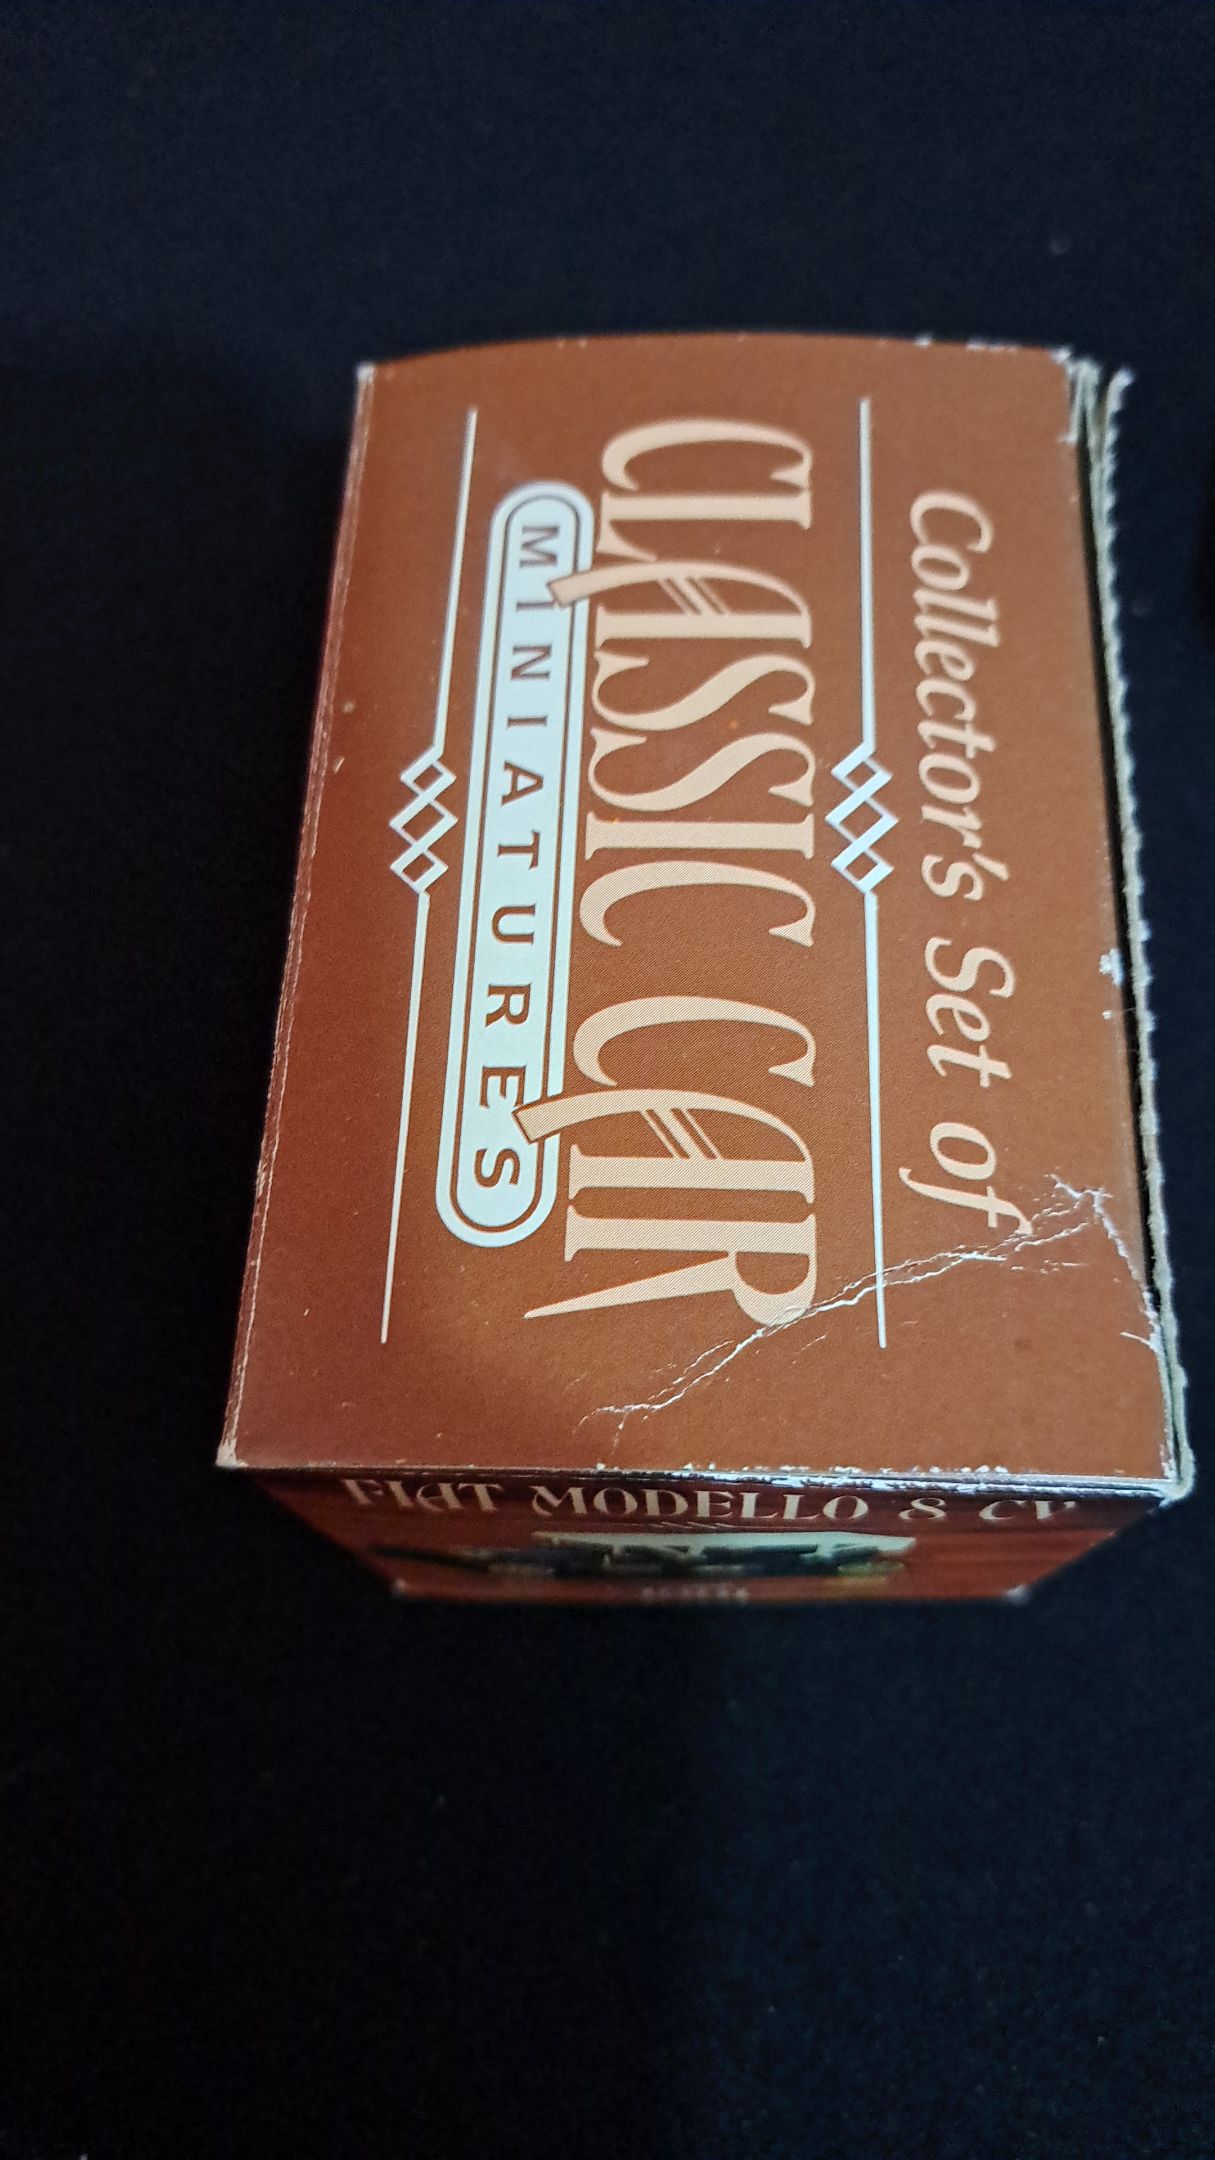 Collector's Set of
CLASSIC CAR
MINIATURES
FIAT MODELLO 8 CV